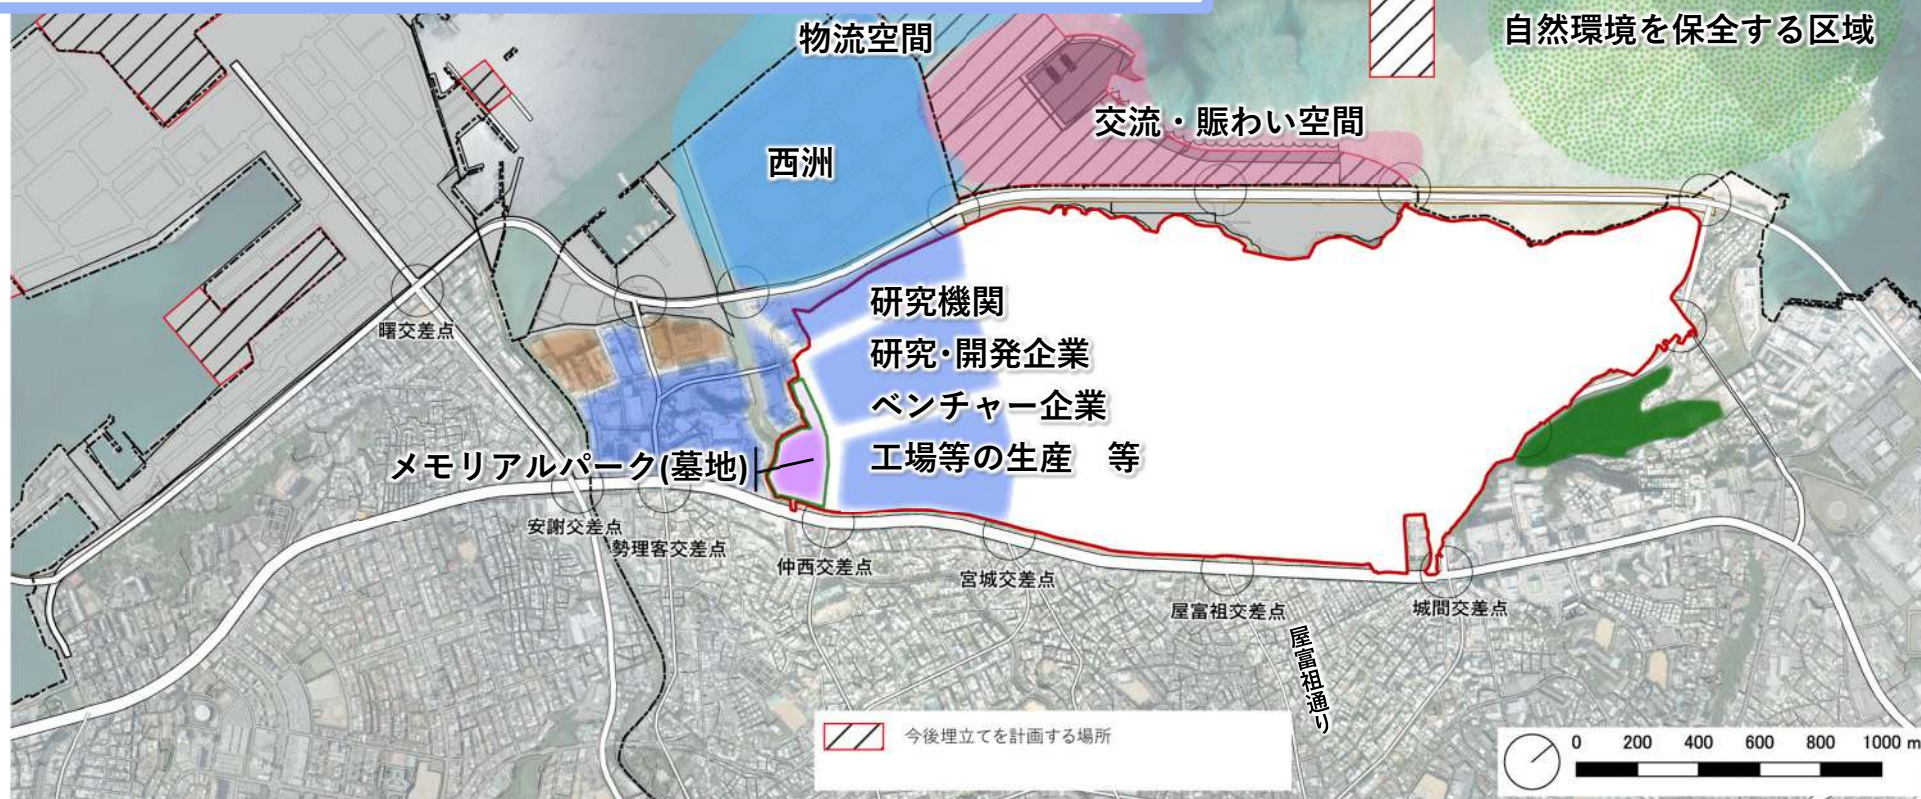 物流空間
自然環境を保全する区域
交流・賑わい空間
西洲
研究機関
曙交差点
研究・開発企業
ベンチャー企業
工場等の生産　等
メモリアルパーク(墓地)
安謝交差点
勢理客交差点
仲西交差点
宮城交差点
屋富祖交差点
城間交差点
屋富祖通り
今後埋立てを計画する場所
0 200 400 600 800 1000 m